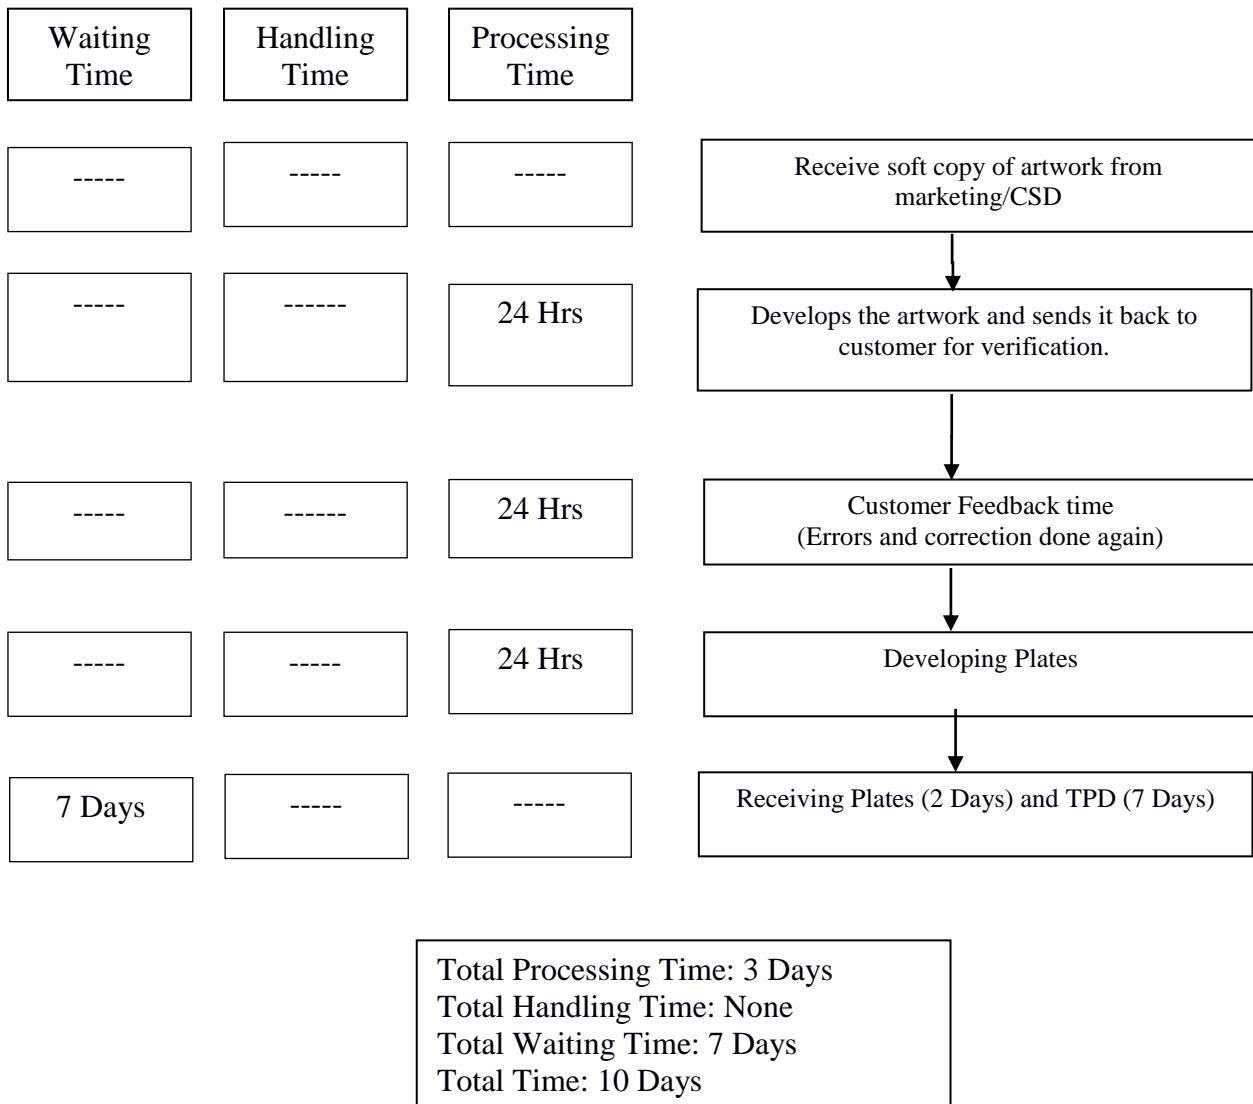 Waiting
Time
Handling
Time
Processing
Time
-----
-----
-----
Receive soft copy of artwork from
marketing/CSD
-----
------
24 Hrs
Develops the artwork and sends it back to
customer for verification.
-----
------
24 Hrs
Customer Feedback time
(Errors and correction done again)
-----
-----
24 Hrs
Developing Plates
7 Days
-----
-----
Receiving Plates (2 Days) and TPD (7 Days)
Total Processing Time: 3 Days
Total Handling Time: None
Total Waiting Time: 7 Days
Total Time: 10 Days